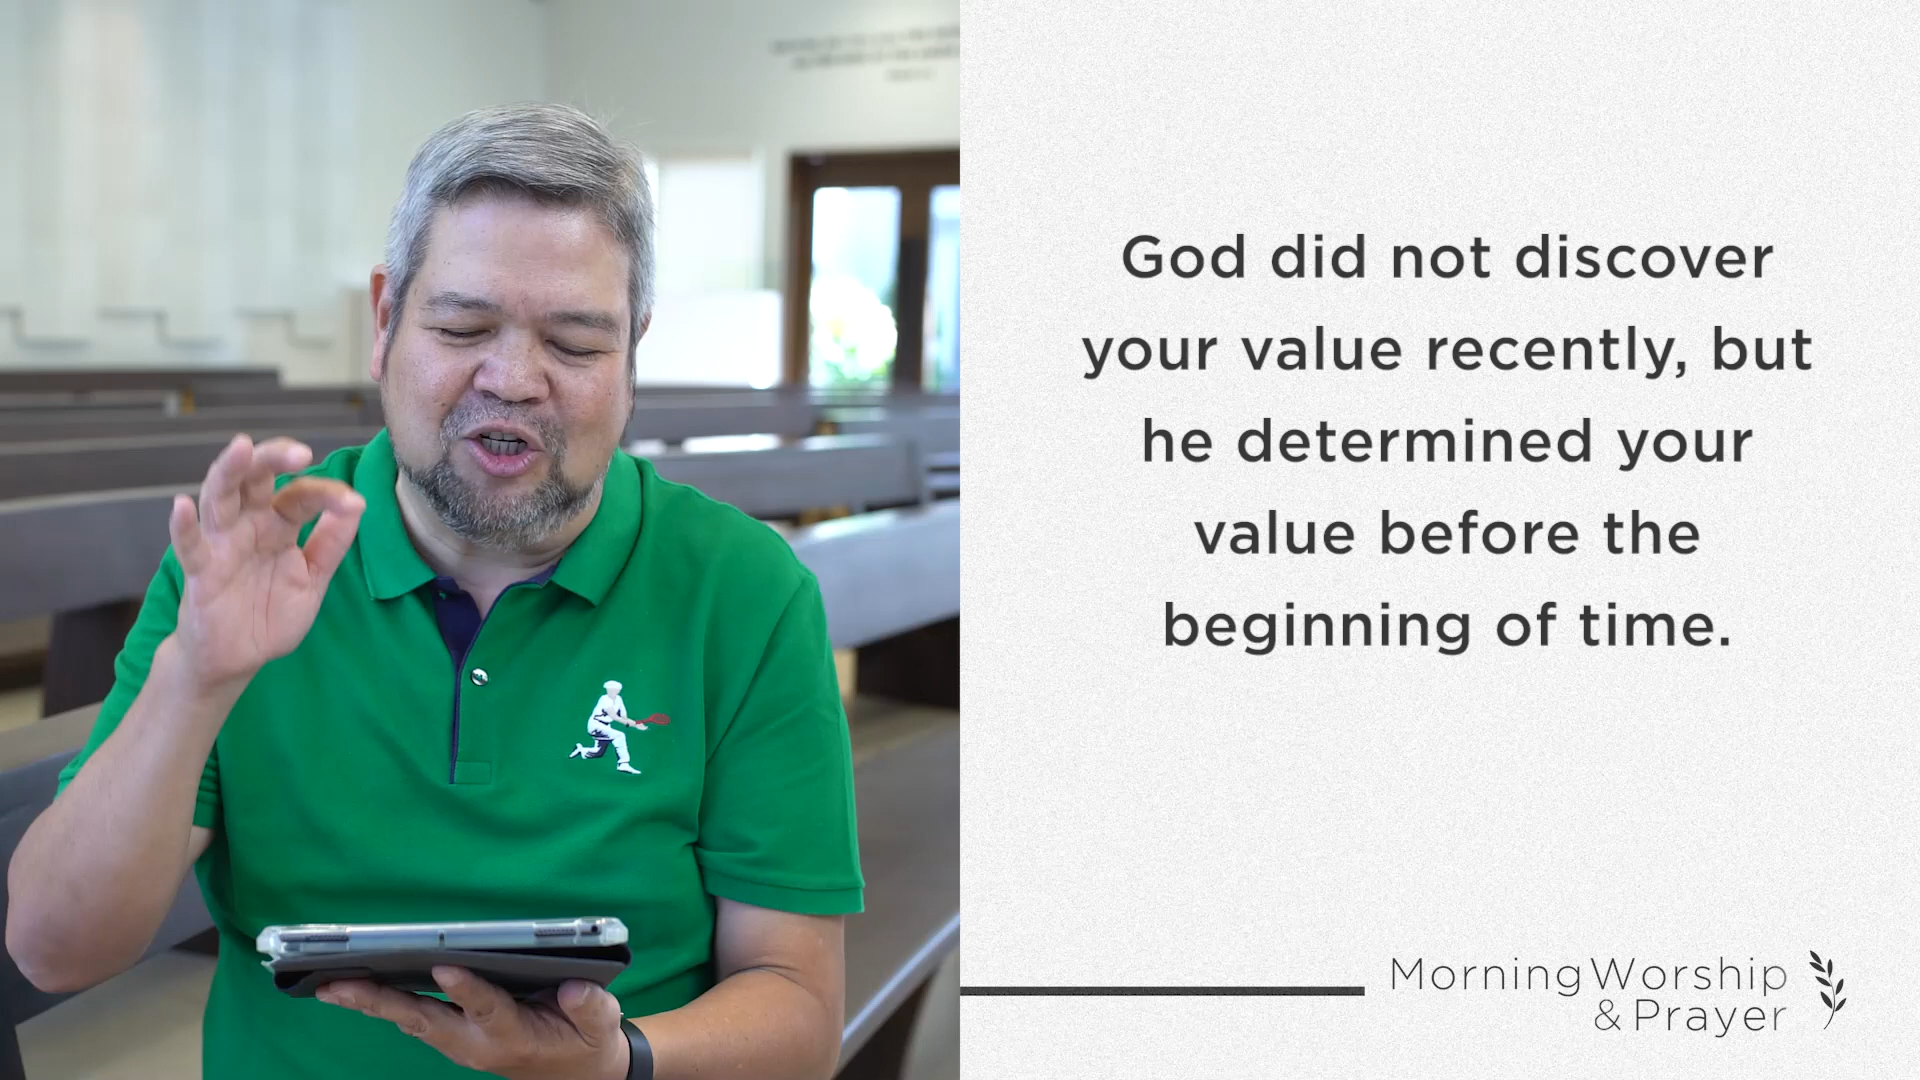 God did not discover
your value recently, but
he determined your
value before the
beginning of time.
Morning Worship
& Prayer